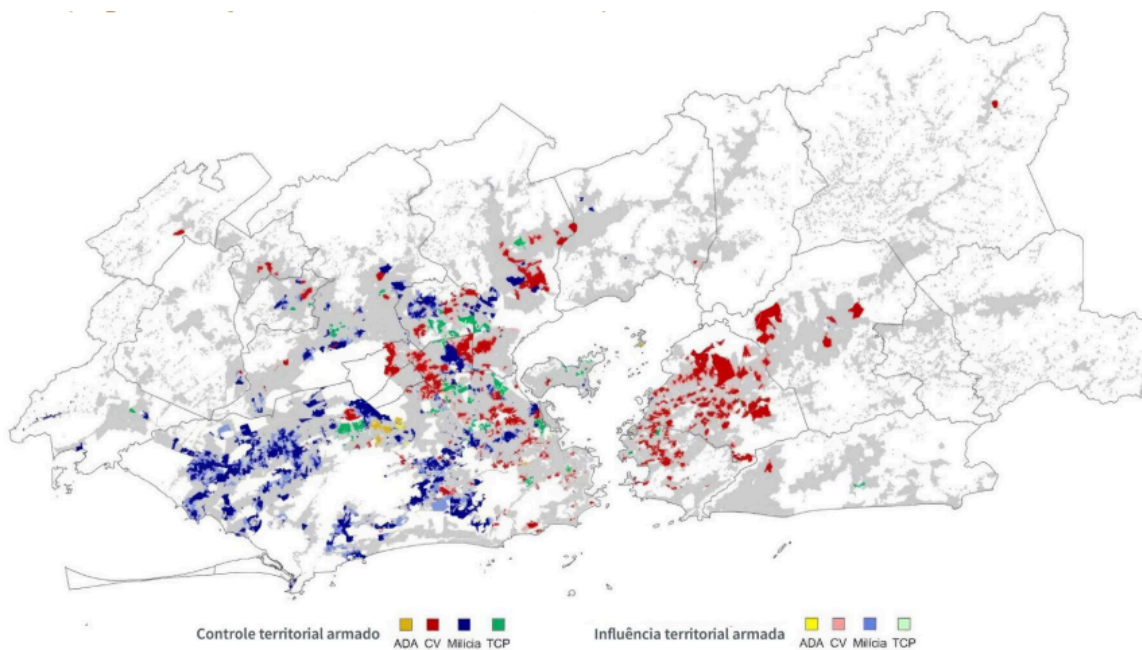 Controle territorial armado
ADA CV Milícia TCP
Influência territorial armada
ADA CV Milícia TCP